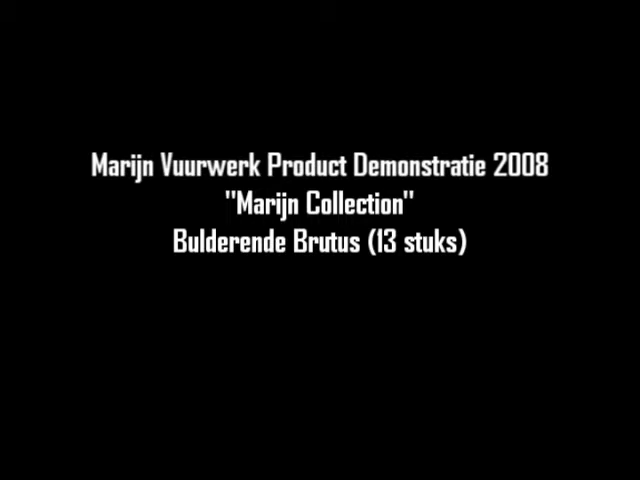 Marijn Vuurwerk Product Demonstratie 2008
"Marijn Collection"
Bulderende Brutus (13 stuks)